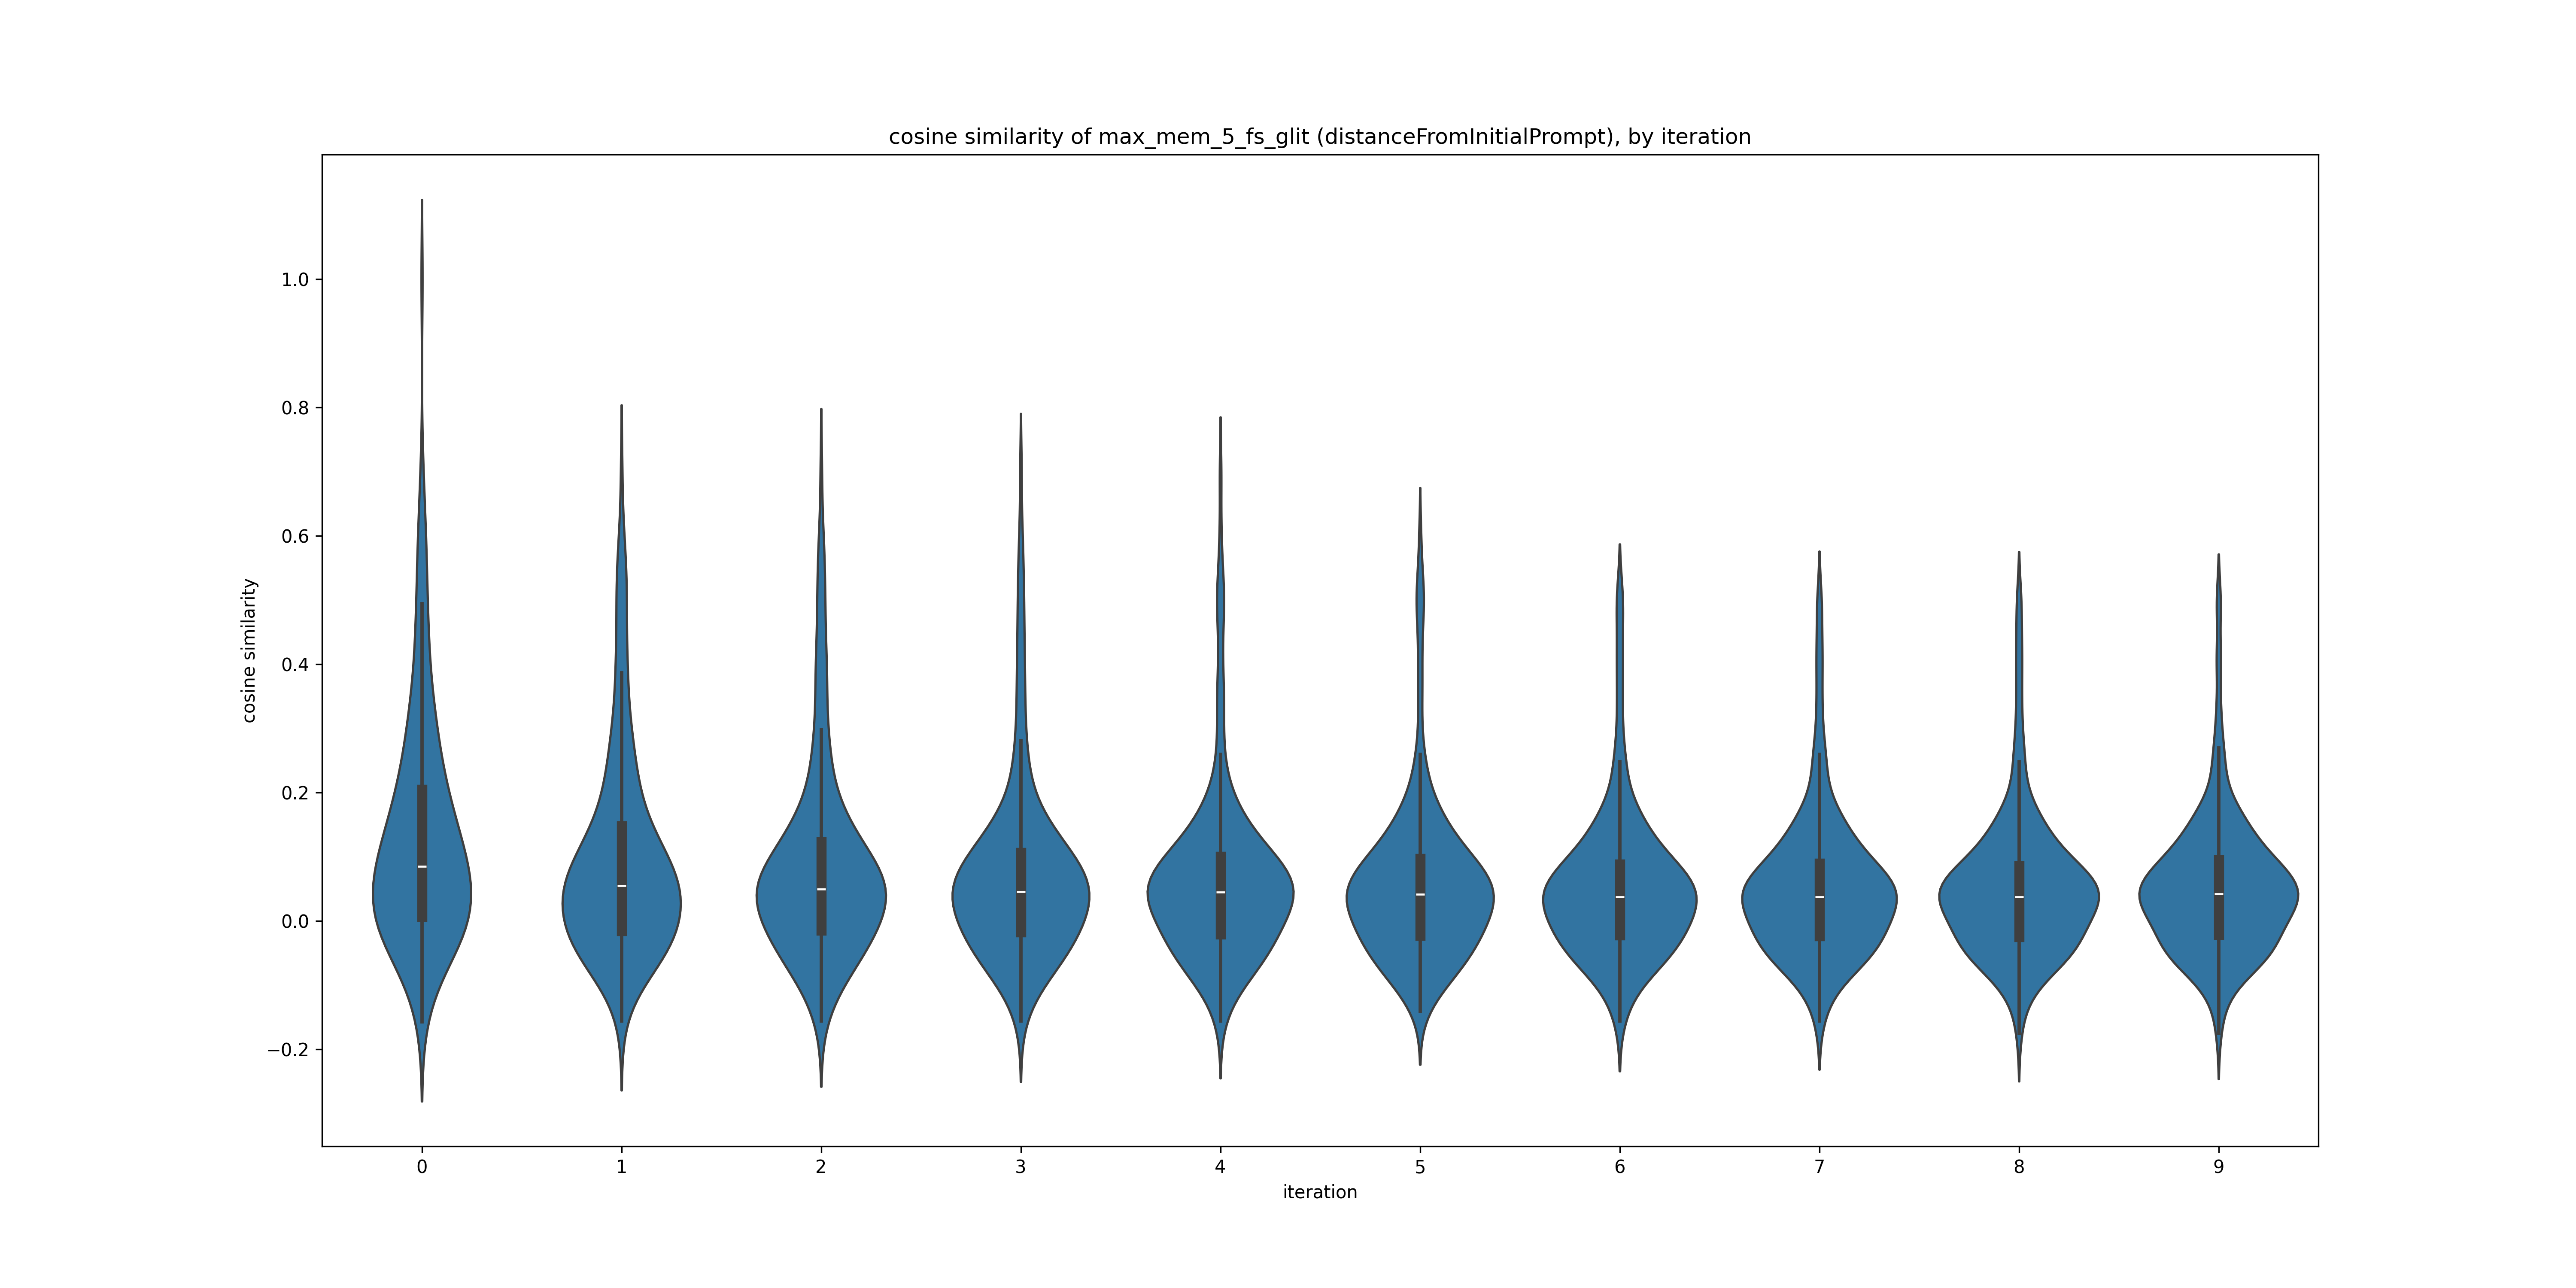 cosine similarity of max_mem_5_fs_glit (distanceFromInitialPrompt), by iteration
cosine similarity
1.0
0.8
0.6
0.4
0.2
0.0
−0.2
0 1 2 3 4 5 6 7 8 9
iteration